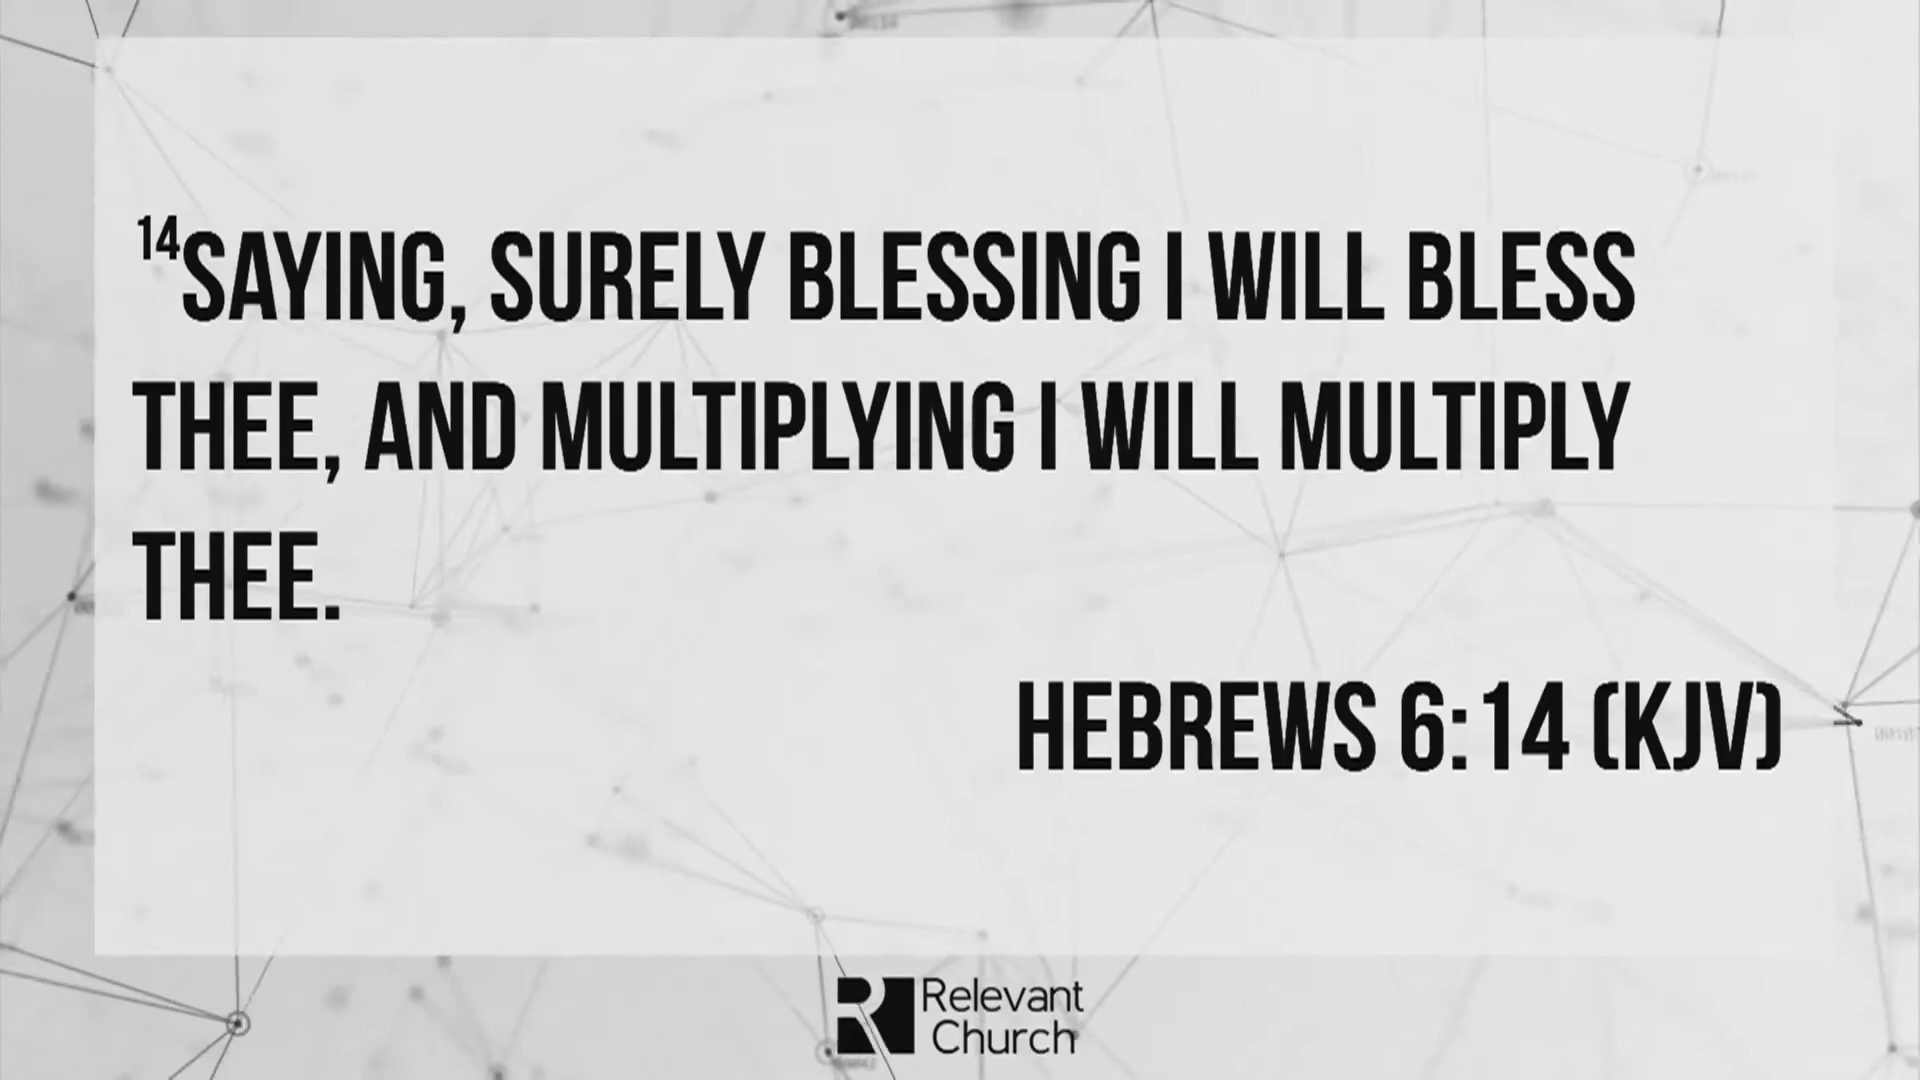 14SAYING, SURELY BLESSING I WILL BLESS
THEE, AND MULTIPLYING I WILL MULTIPLY
THEE.
HEBREWS 6:14 (KJV)
Relevant
Church